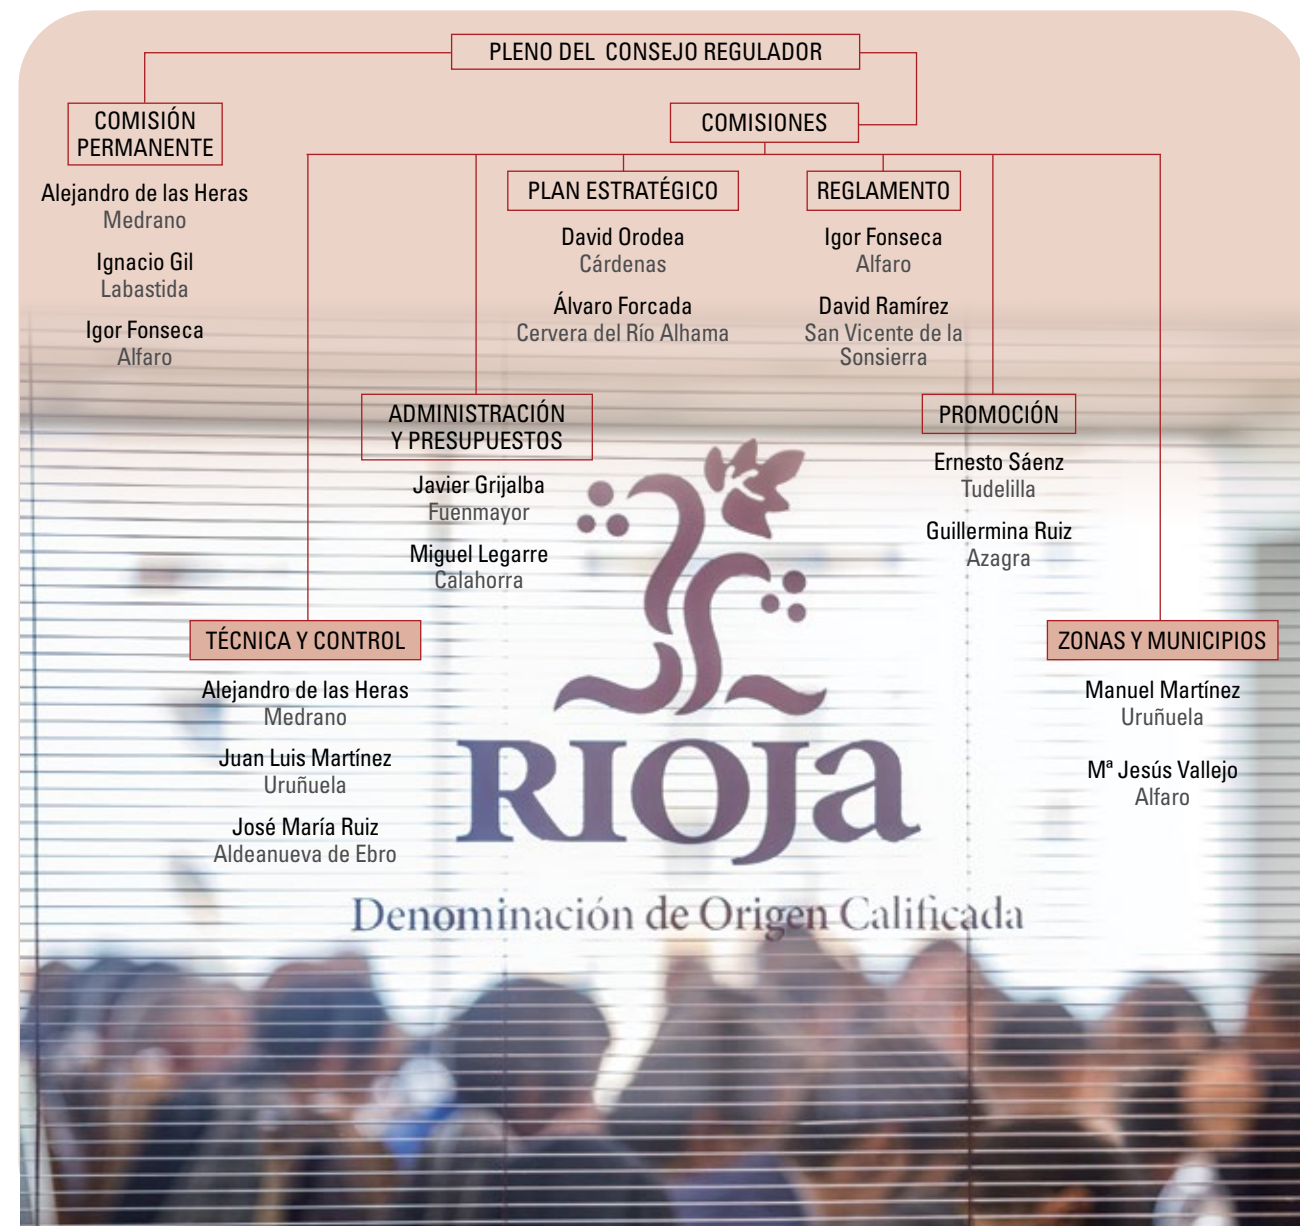 PLENO DEL CONSEJO REGULADOR
COMISIÓN
PERMANENTE
Alejandro de las Heras
Medrano
Ignacio Gil
Labastida
Igor Fonseca
Alfaro
COMISIONES
PLAN ESTRATÉGICO
David Orodea
Cárdenas
Álvaro Forcada
Cervera del Río Alhama
REGLAMENTO
Igor Fonseca
Alfaro
David Ramírez
San Vicente de la
Sonsierra
ADMINISTRACIÓN
Y PRESUPUESTOS
Javier Grijalba
Fuenmayor
Miguel Legarre
Calahorra
PROMOCIÓN
Ernesto Sáenz
Tudelilla
Guillermina Ruiz
Azagra
TÉCNICA Y CONTROL
Alejandro de las Heras
Medrano
Juan Luis Martínez
Uruñuela
José María Ruiz
Aldeanueva de Ebro
ZONAS Y MUNICIPIOS
Manuel Martínez
Uruñuela
Mª Jesús Vallejo
Alfaro
RIOJa
Denominación de Origen Calificada